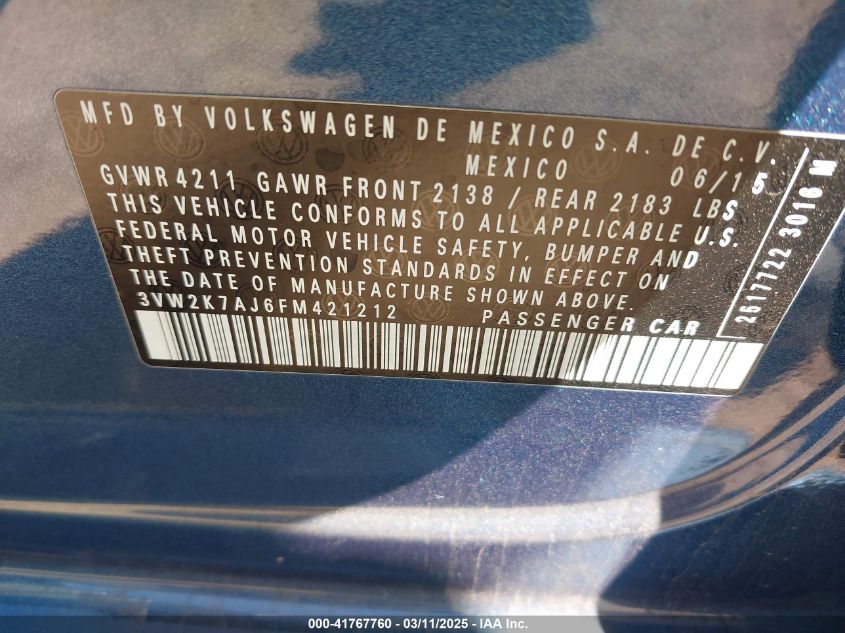 MFD BY VOLKSWAGEN DE MEXICO S.A. DE C.V.
MEXICO 06/15
GVWR 4211 GAWR FRONT 2138 / REAR 2183 LBS
THIS VEHICLE CONFORMS TO ALL APPLICABLE U.S.
FEDERAL MOTOR VEHICLE SAFETY, BUMPER AND
THEFT PREVENTION STANDARDS IN EFFECT ON
THE DATE OF MANUFACTURE SHOWN ABOVE.
3VW2K7AJ6FM421212 PASSENGER CAR
2617722 3016 M
000-41767760 - 03/11/2025 - IAA Inc.